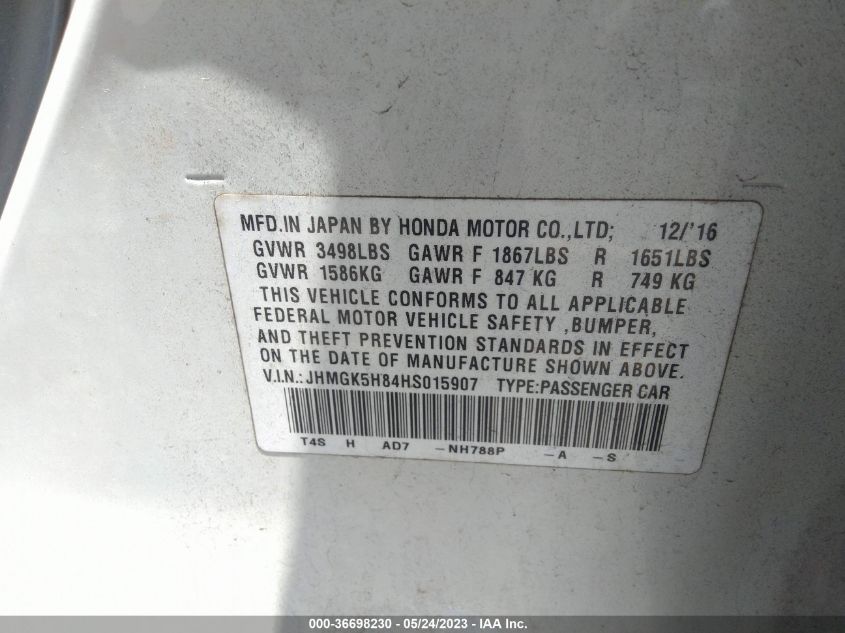 MFD.IN JAPAN BY HONDA MOTOR CO.,LTD; 12/'16
GVWR 3498LBS GAWR F 1867LBS R 1651LBS
GVWR 1586KG GAWR F 847 KG R 749 KG
THIS VEHICLE CONFORMS TO ALL APPLICABLE
FEDERAL MOTOR VEHICLE SAFETY ,BUMPER,
AND THEFT PREVENTION STANDARDS IN EFFECT
ON THE DATE OF MANUFACTURE SHOWN ABOVE.
V.I.N.: JHMGK5H84HS015907 TYPE:PASSENGER CAR
T4S H AD7 -NH788P -A -S
000-36698230 - 05/24/2023 - IAA Inc.